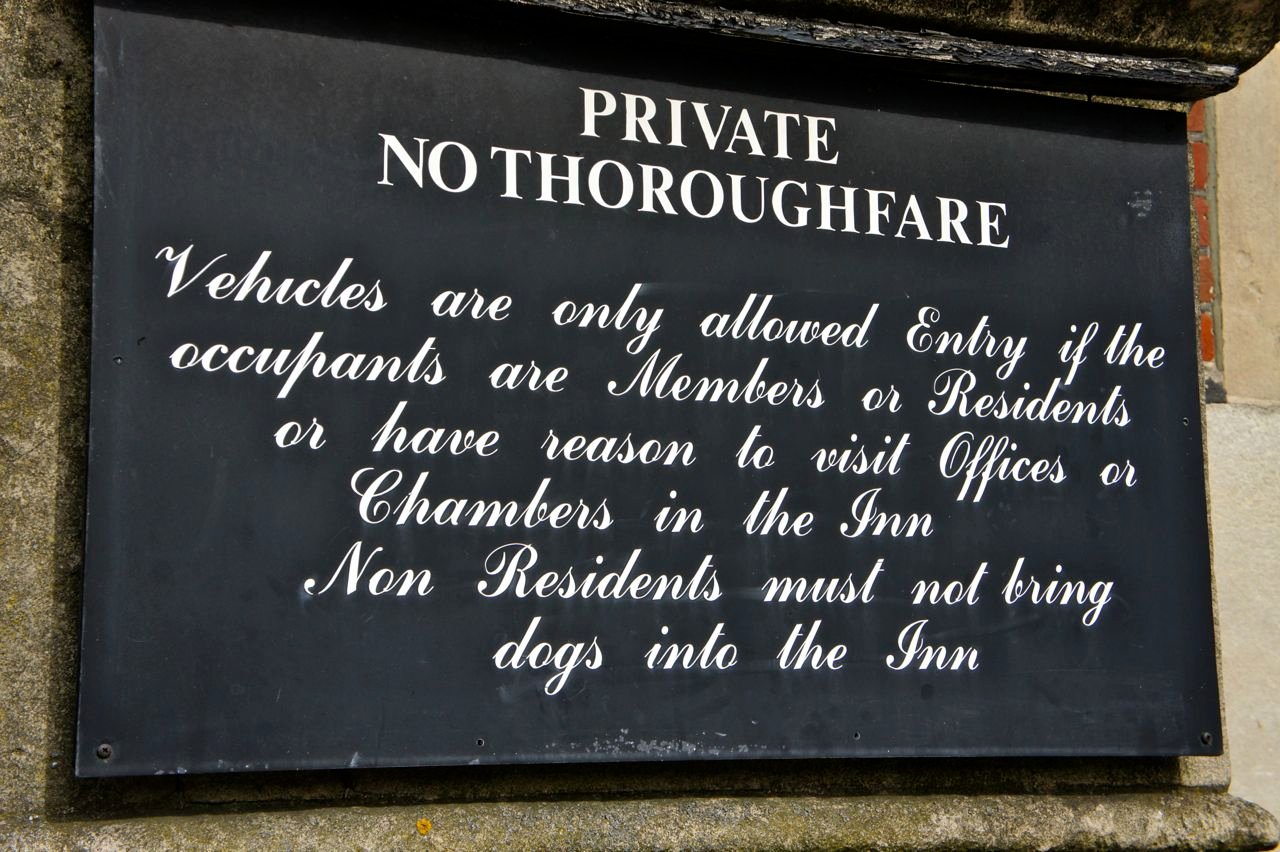 PRIVATE
NO THOROUGHFARE
Vehicles are only allowed Entry if the
occupants are Members or Residents
or have reason to visit Offices or
Chambers in the Inn
Non Residents must not bring
dogs into the Inn